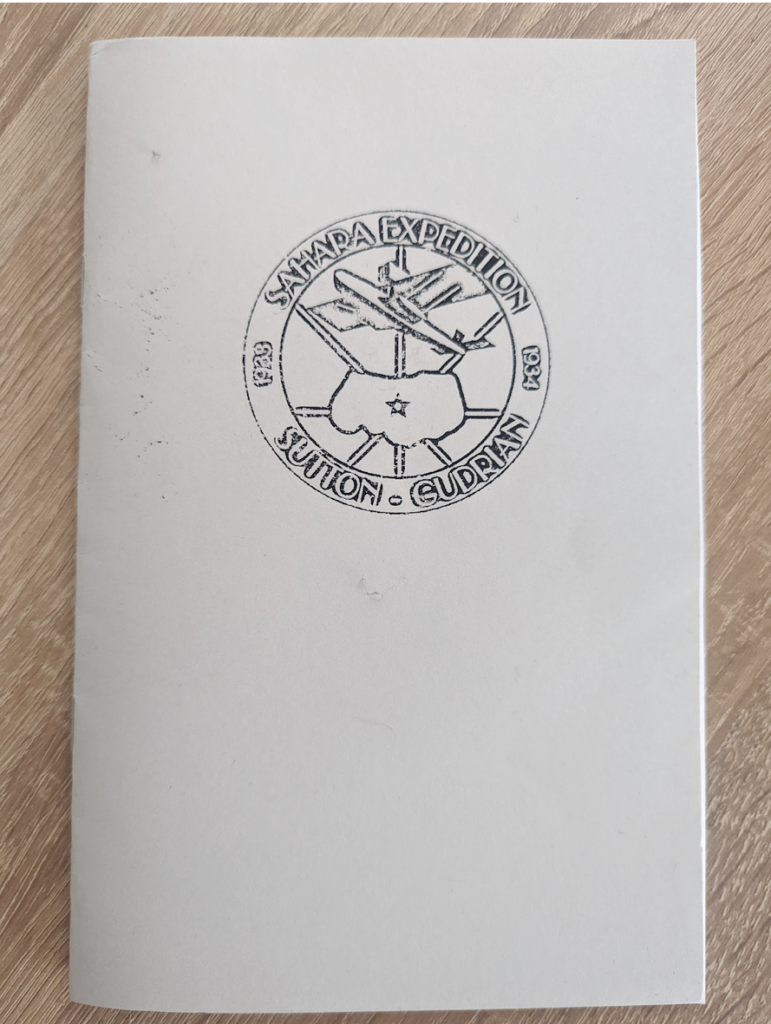 SAHARA EXPEDITION
1928
1934
SUTTON - GUDRIAN